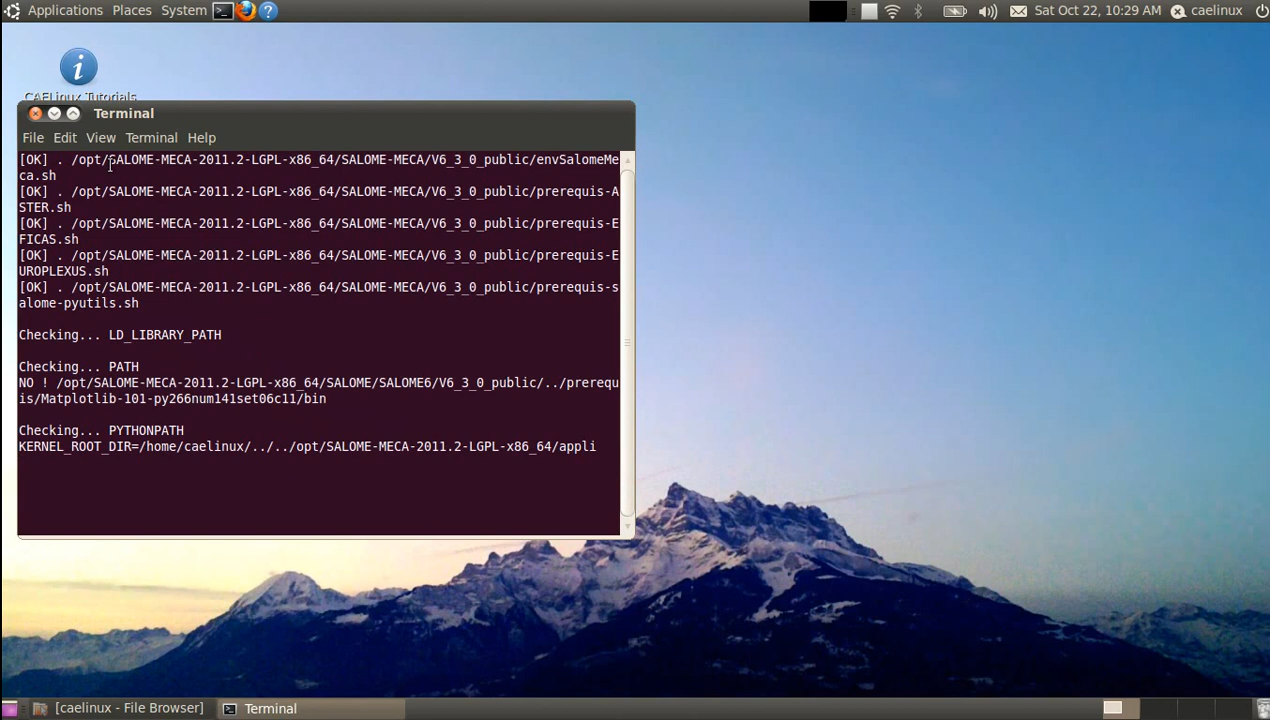 Applications Places System Sat Oct 22, 10:29 AM caelinux
CAELinux Tutorials
Terminal
File Edit View Terminal Help
[OK] . /opt/SALOME-MECA-2011.2-LGPL-x86_64/SALOME-MECA/V6_3_0_public/envSalomeMe
ca.sh
[OK] . /opt/SALOME-MECA-2011.2-LGPL-x86_64/SALOME-MECA/V6_3_0_public/prerequis-A
STER.sh
[OK] . /opt/SALOME-MECA-2011.2-LGPL-x86_64/SALOME-MECA/V6_3_0_public/prerequis-E
FICAS.sh
[OK] . /opt/SALOME-MECA-2011.2-LGPL-x86_64/SALOME-MECA/V6_3_0_public/prerequis-E
UROPLEXUS.sh
[OK] . /opt/SALOME-MECA-2011.2-LGPL-x86_64/SALOME-MECA/V6_3_0_public/prerequis-s
alome-pyutils.sh
Checking... LD_LIBRARY_PATH
Checking... PATH
NO ! /opt/SALOME-MECA-2011.2-LGPL-x86_64/SALOME/SALOME6/V6_3_0_public/../prerequ
is/Matplotlib-101-py266num141set06c11/bin
Checking... PYTHONPATH
KERNEL_ROOT_DIR=/home/caelinux/../../opt/SALOME-MECA-2011.2-LGPL-x86_64/appli
[caelinux - File Browser] Terminal